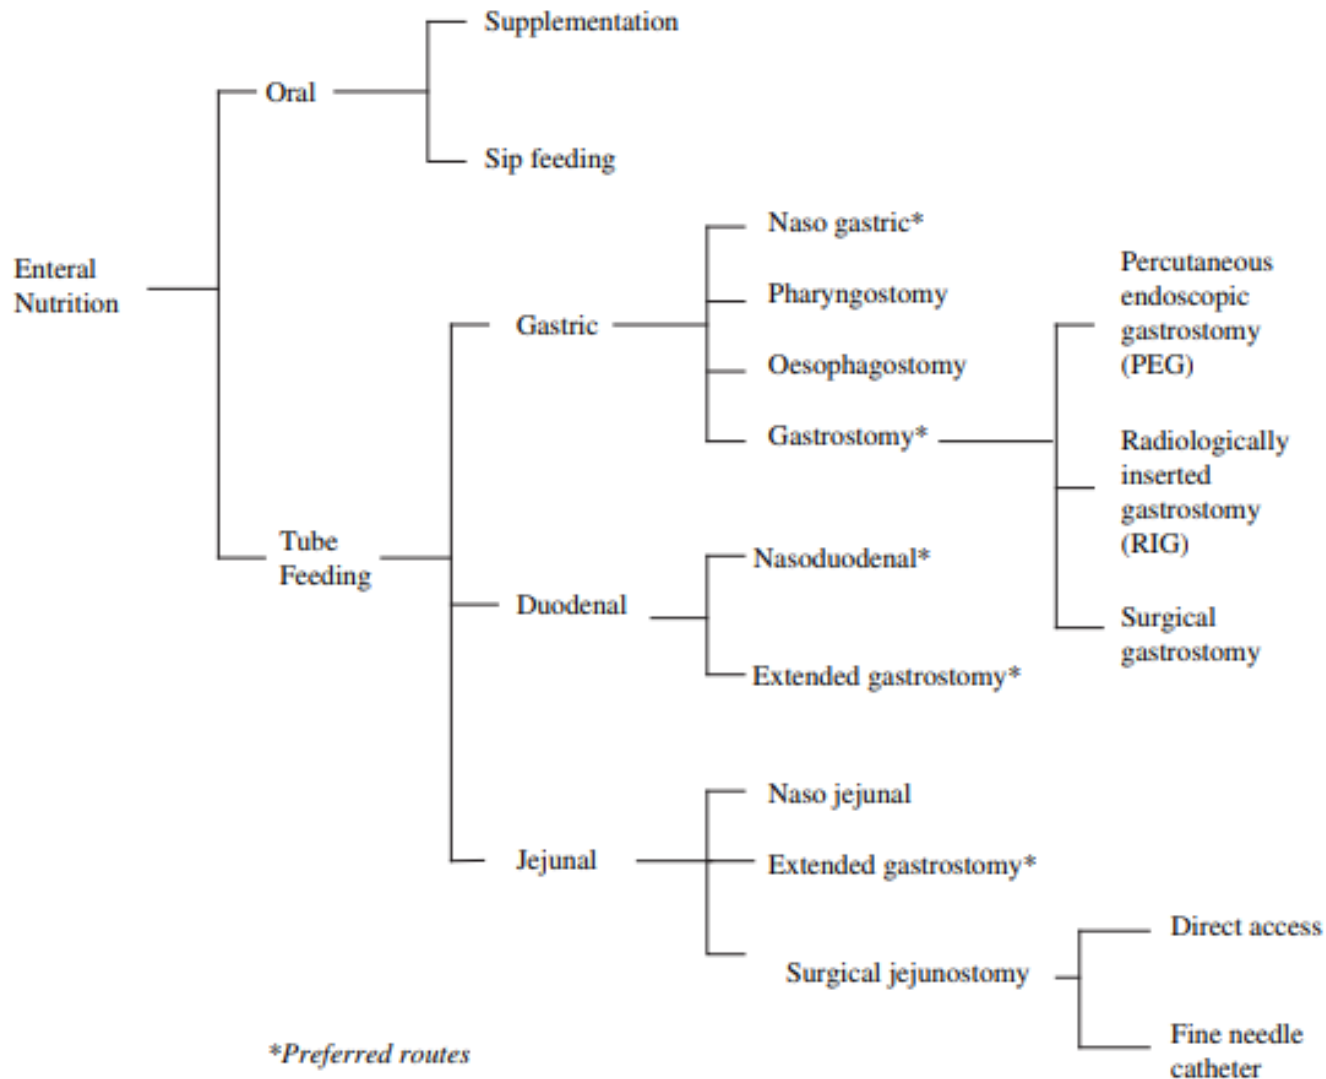 Supplementation
Oral
Sip feeding
Naso gastric*
Enteral
Nutrition
Percutaneous
endoscopic
gastrostomy
(PEG)
Pharyngostomy
Gastric
Oesophagostomy
Gastrostomy*
Radiologically
inserted
gastrostomy
(RIG)
Tube
Feeding
Nasoduodenal*
Duodenal
Surgical
gastrostomy
Extended gastrostomy*
Naso jejunal
Jejunal
Extended gastrostomy*
Direct access
Surgical jejunostomy
Fine needle
catheter
*Preferred routes